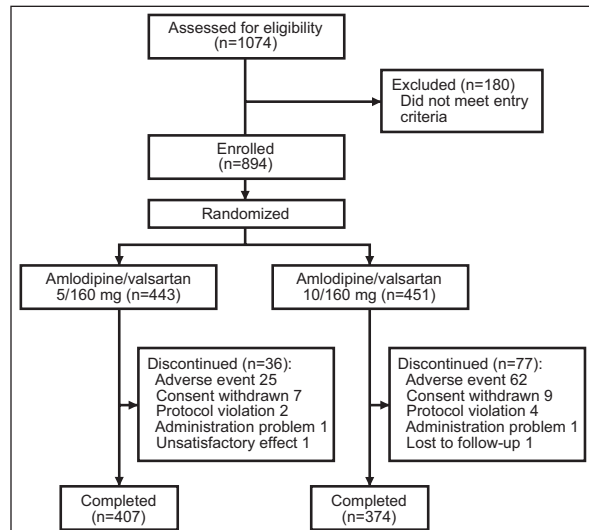 Assessed for eligibility
(n=1074)
Excluded (n=180)
Did not meet entry
criteria
Enrolled
(n=894)
Randomized
Amlodipine/valsartan
5/160 mg (n=443)
Amlodipine/valsartan
10/160 mg (n=451)
Discontinued (n=36):
Adverse event 25
Consent withdrawn 7
Protocol violation 2
Administration problem 1
Unsatisfactory effect 1
Discontinued (n=77):
Adverse event 62
Consent withdrawn 9
Protocol violation 4
Administration problem 1
Lost to follow-up 1
Completed
(n=407)
Completed
(n=374)